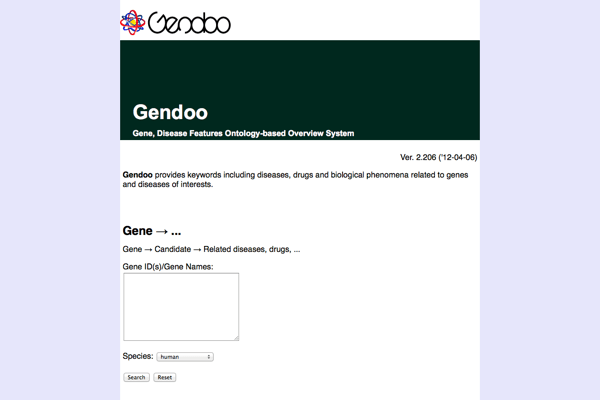 Gendoo
Gendoo
Gene, Disease Features Ontology-based Overview System
Ver. 2.206 ('12-04-06)
Gendoo provides keywords including diseases, drugs and biological phenomena related to genes
and diseases of interests.
Gene → ...
Gene → Candidate → Related diseases, drugs, ...
Gene ID(s)/Gene Names:
Species: human
Search Reset